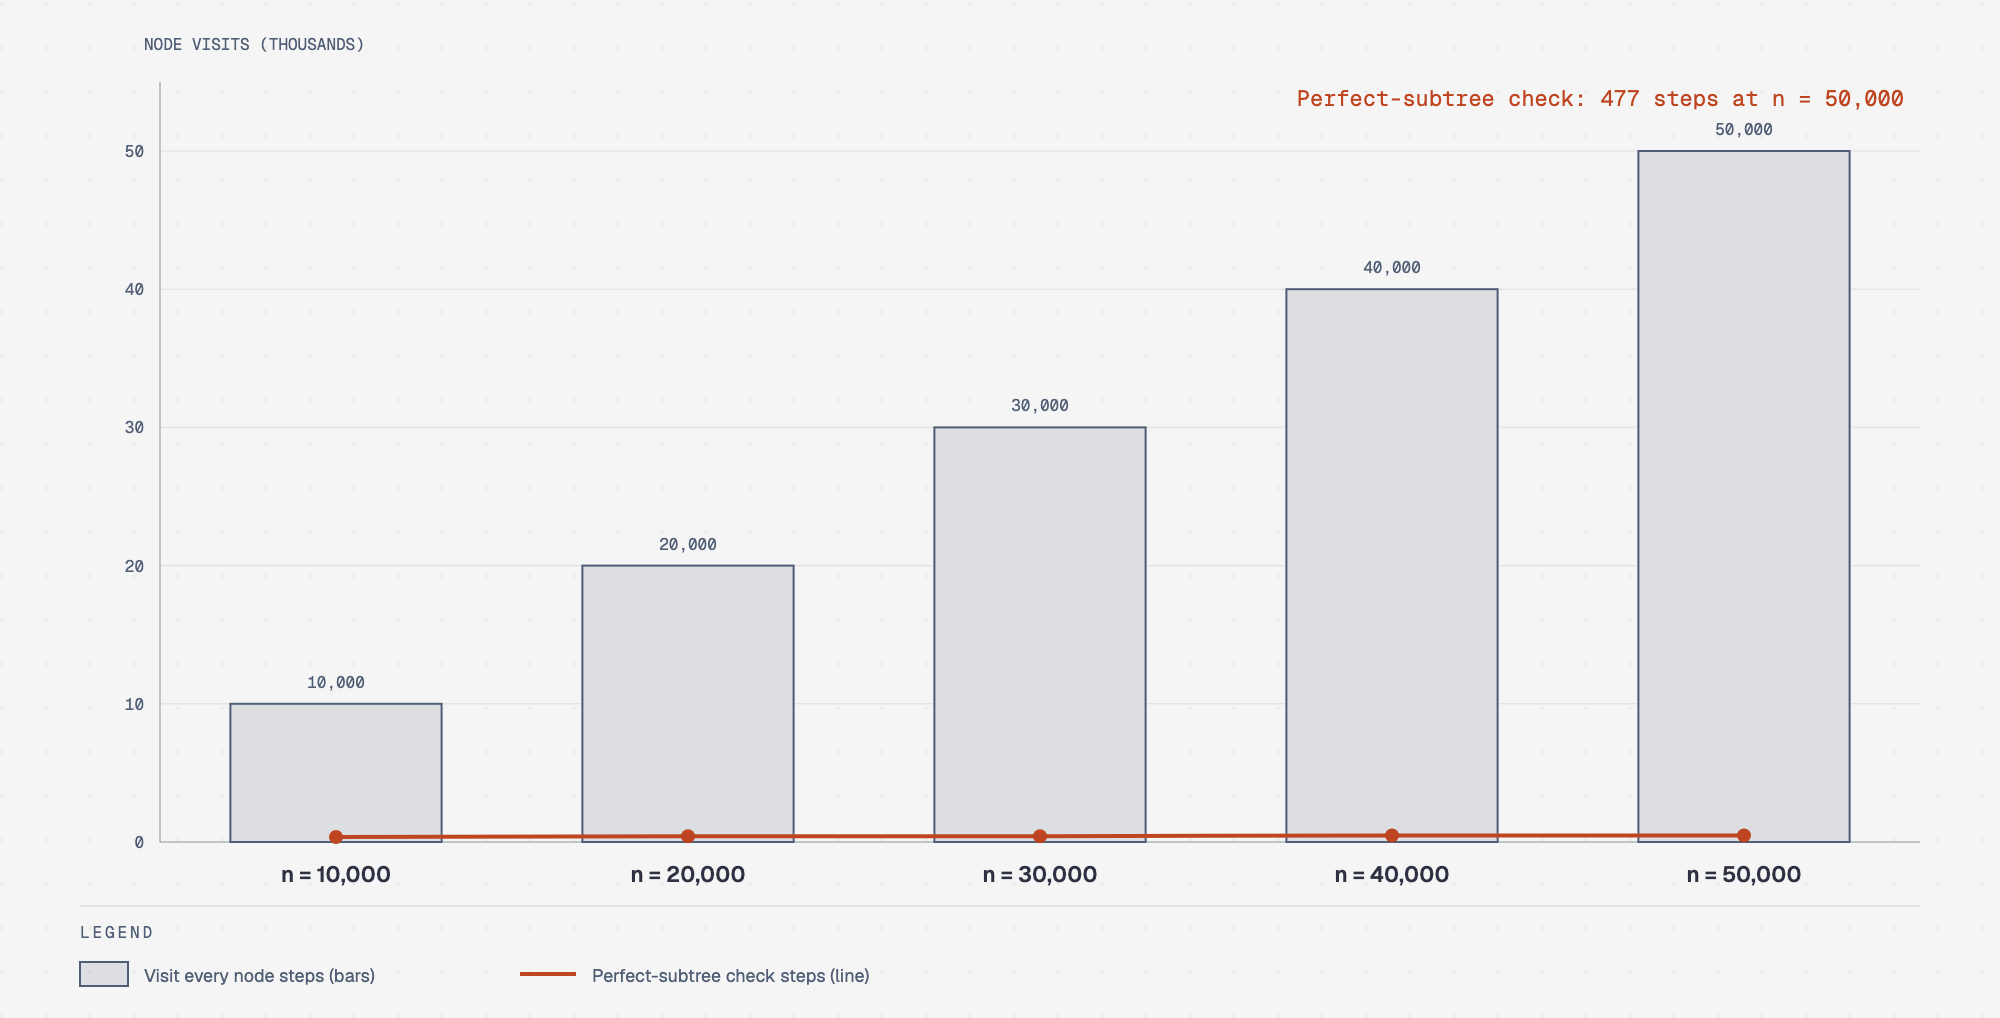 NODE VISITS (THOUSANDS)
Perfect-subtree check: 477 steps at n = 50,000
50,000
50
40,000
40
30,000
30
20,000
20
10,000
10
0
n = 10,000
n = 20,000
n = 30,000
n = 40,000
n = 50,000
LEGEND
Visit every node steps (bars)
Perfect-subtree check steps (line)